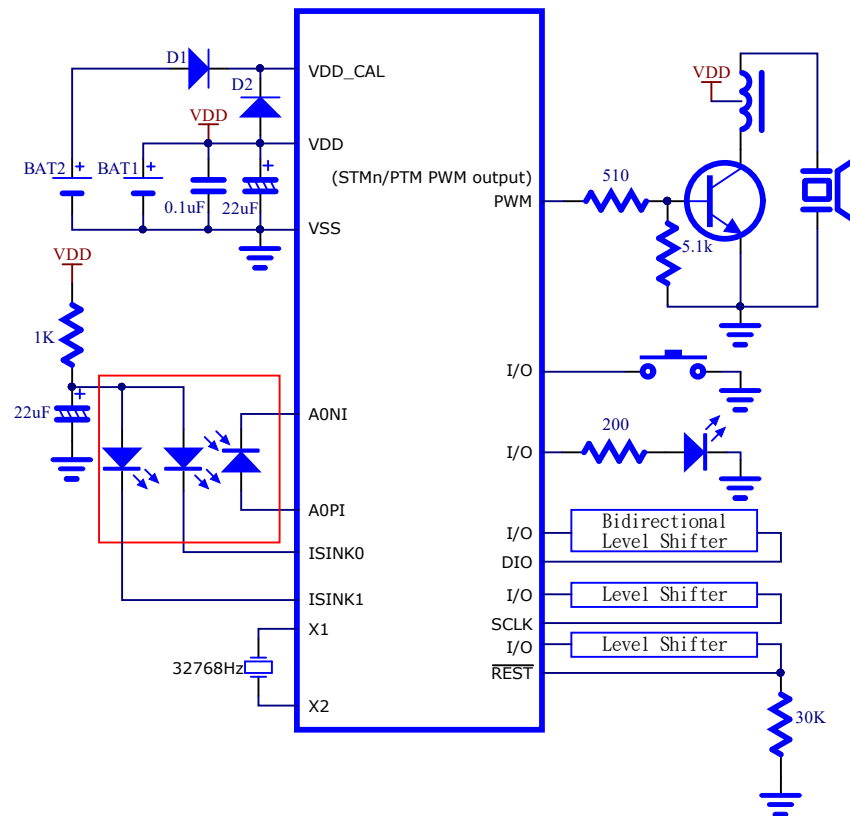 D1
VDD_CAL
D2
VDD
VDD
BAT2
+
BAT1
+
+
0.1uF
22uF
VSS
(STMn/PTM PWM output)
PWM
510
5.1k
VDD
VDD
1K
22uF
+
A0NI
A0PI
ISINK0
ISINK1
X1
32768Hz
X2
I/O
I/O
200
I/O
Bidirectional
Level Shifter
DIO
I/O
Level Shifter
SCLK
I/O
Level Shifter
REST
30K